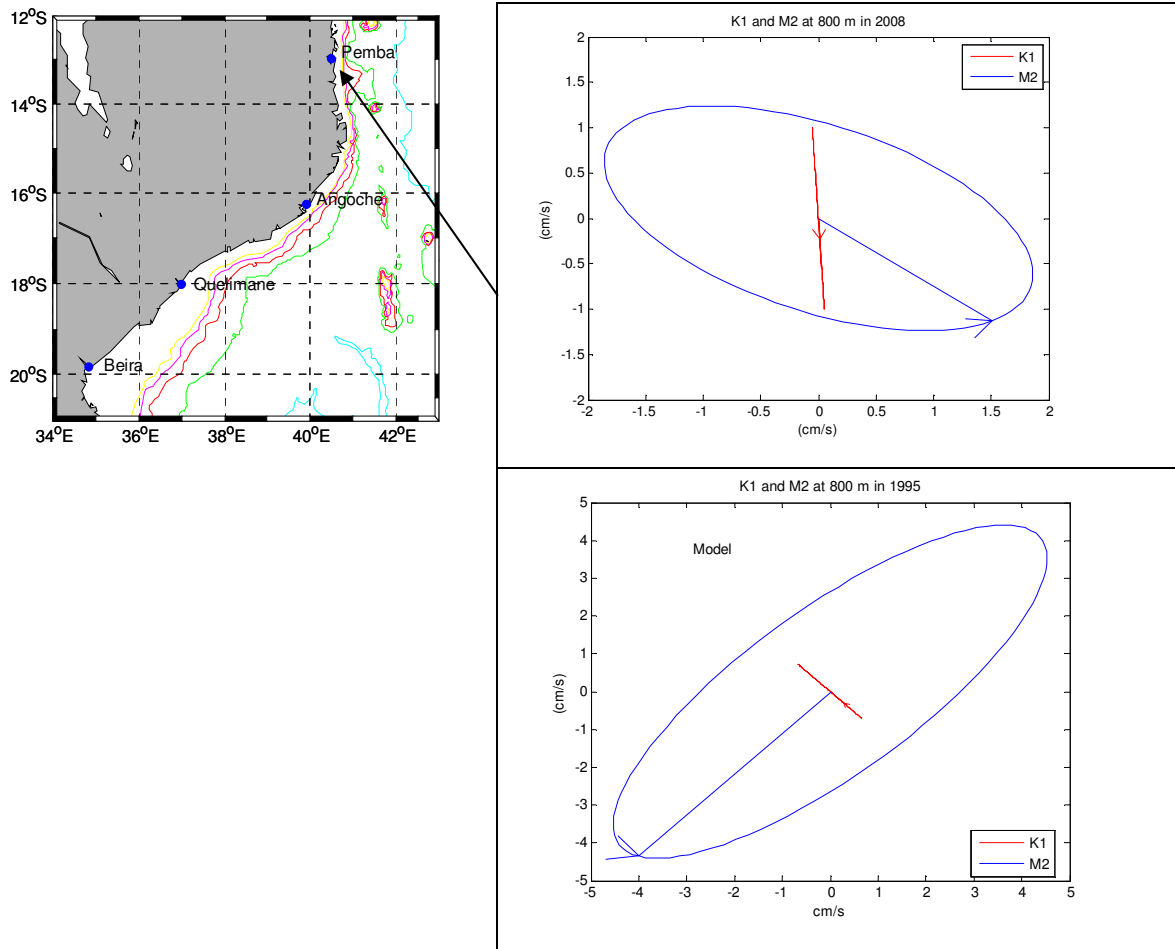 12°S
14°S
16°S
18°S
20°S
34°E 36°E 38°E 40°E 42°E
Pemba
Angoche
Quelimane
Beira
K1 and M2 at 800 m in 2008
2
1.5
1
0.5
0
-0.5
-1
-1.5
-2
(cm/s)
-2 -1.5 -1 -0.5 0 0.5 1 1.5 2
(cm/s)
K1
M2
K1 and M2 at 800 m in 1995
Model
5
4
3
2
1
0
-1
-2
-3
-4
-5
(cm/s)
-5 -4 -3 -2 -1 0 1 2 3 4 5
cm/s
K1
M2